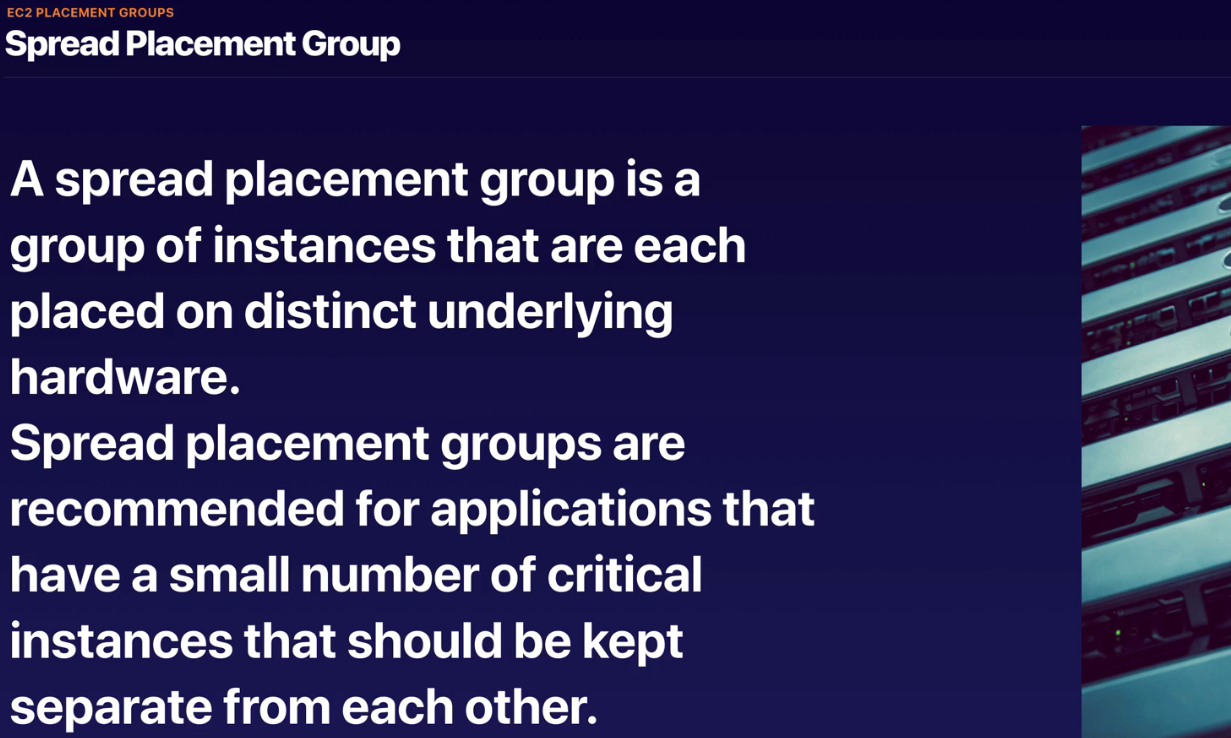 EC2 PLACEMENT GROUPS
Spread Placement Group
A spread placement group is a
group of instances that are each
placed on distinct underlying
hardware.
Spread placement groups are
recommended for applications that
have a small number of critical
instances that should be kept
separate from each other.